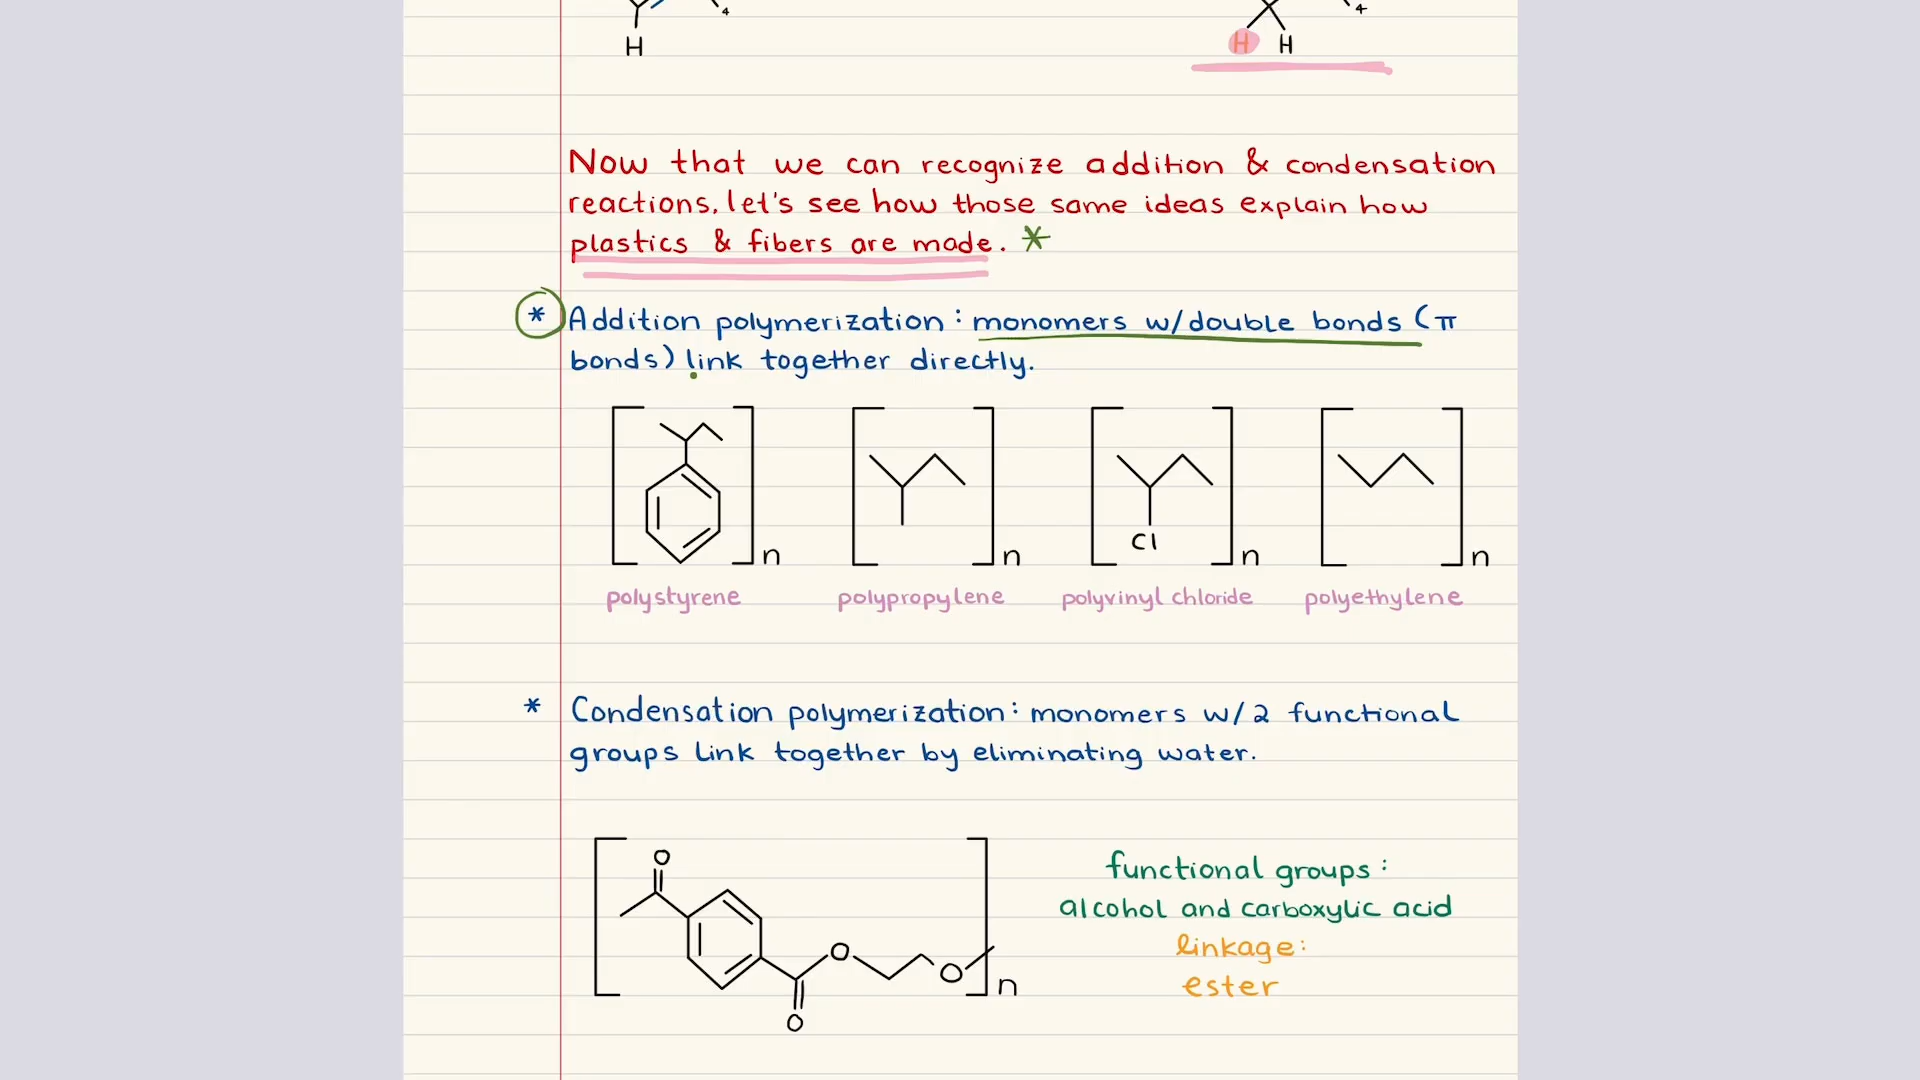 4
4
H
H H
Now that we can recognize addition & condensation
reactions, let's see how those same ideas explain how
plastics & fibers are made. *
* Addition polymerization: monomers w/double bonds (π
bonds) link together directly.
Cl
n n n n
polystyrene polypropylene polyvinyl chloride polyethylene
* Condensation polymerization: monomers w/2 functional
groups link together by eliminating water.
O
functional groups:
alcohol and carboxylic acid
linkage:
O O
ester
n
O